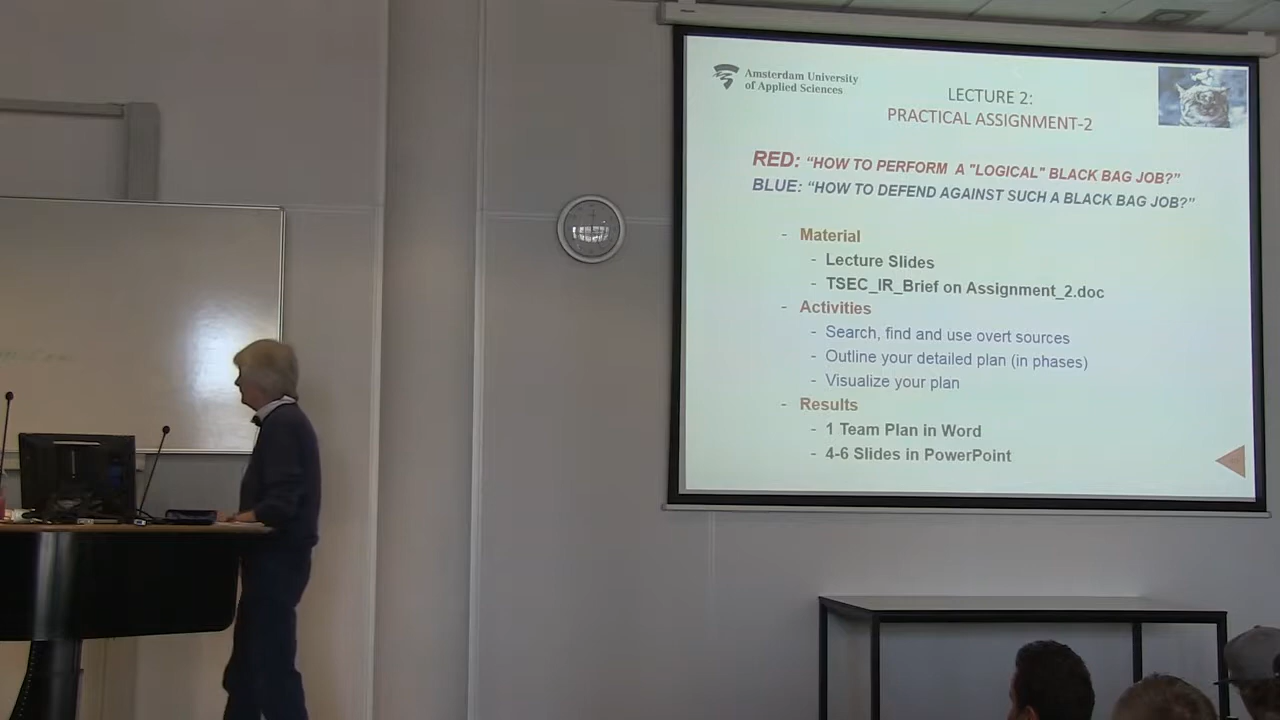 Amsterdam University
of Applied Sciences
LECTURE 2:
PRACTICAL ASSIGNMENT-2
RED: “HOW TO PERFORM A "LOGICAL" BLACK BAG JOB?”
BLUE: “HOW TO DEFEND AGAINST SUCH A BLACK BAG JOB?”
- Material
- Lecture Slides
- TSEC_IR_Brief on Assignment_2.doc
- Activities
- Search, find and use overt sources
- Outline your detailed plan (in phases)
- Visualize your plan
- Results
- 1 Team Plan in Word
- 4-6 Slides in PowerPoint